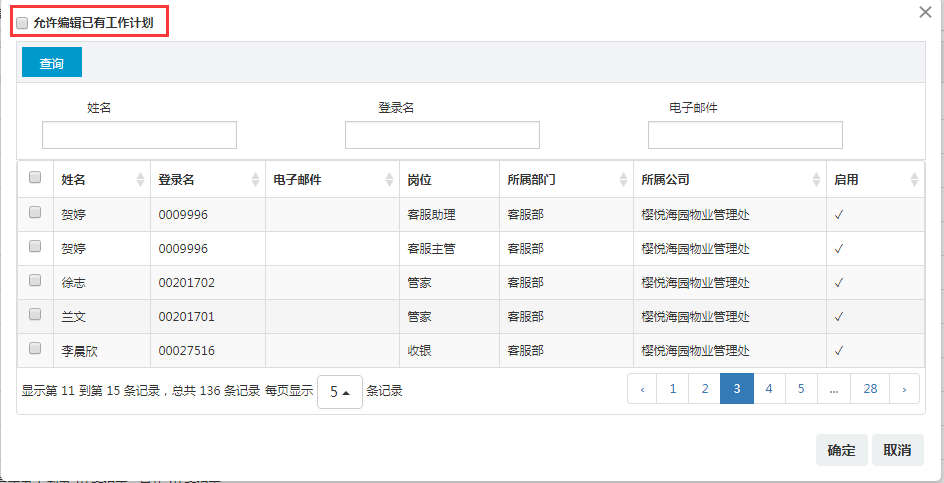 允许编辑已有工作计划
查询
姓名 登录名 电子邮件
姓名 登录名 电子邮件 岗位 所属部门 所属公司 启用
贺婷 0009996 客服助理 客服部 樱悦海园物业管理处 ✓
贺婷 0009996 客服主管 客服部 樱悦海园物业管理处 ✓
徐志 00201702 管家 客服部 樱悦海园物业管理处 ✓
兰文 00201701 管家 客服部 樱悦海园物业管理处 ✓
李晨欣 00027516 收银 客服部 樱悦海园物业管理处 ✓
显示第 11 到第 15 条记录，总共 136 条记录 每页显示 5 条记录 ‹ 1 2 3 4 5 ... 28 ›
确定 取消